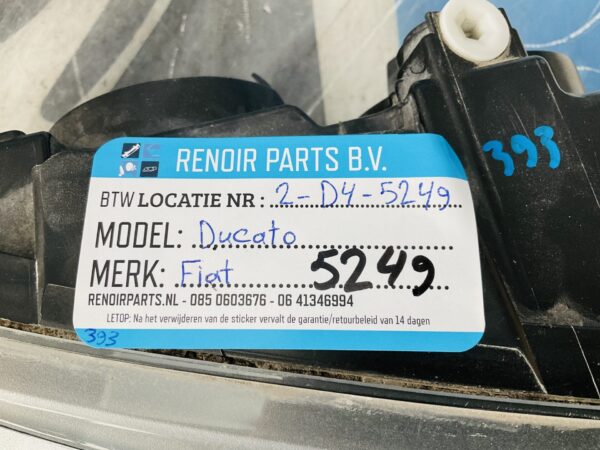 RENOIR PARTS B.V.
393
BTW LOCATIE NR : 2-D4-5249
MODEL: Ducato
MERK: Fiat 5249
RENOIRPARTS.NL - 085 0603676 - 06 41346994
LETOP: Na het verwijderen van de sticker vervalt de garantie/retourbeleid van 14 dagen
393